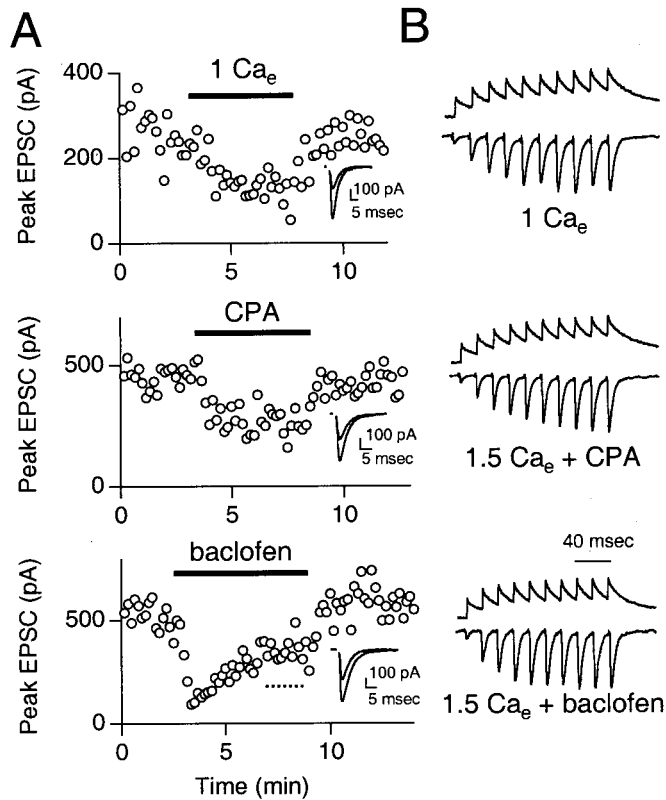 A
B
1 Caₑ
Peak EPSC (pA)
400
200
0
0
5
10
100 pA
5 msec
1 Caₑ
CPA
Peak EPSC (pA)
500
0
0
5
10
100 pA
5 msec
1.5 Caₑ + CPA
baclofen
Peak EPSC (pA)
500
0
0
5
10
100 pA
5 msec
Time (min)
40 msec
1.5 Caₑ + baclofen